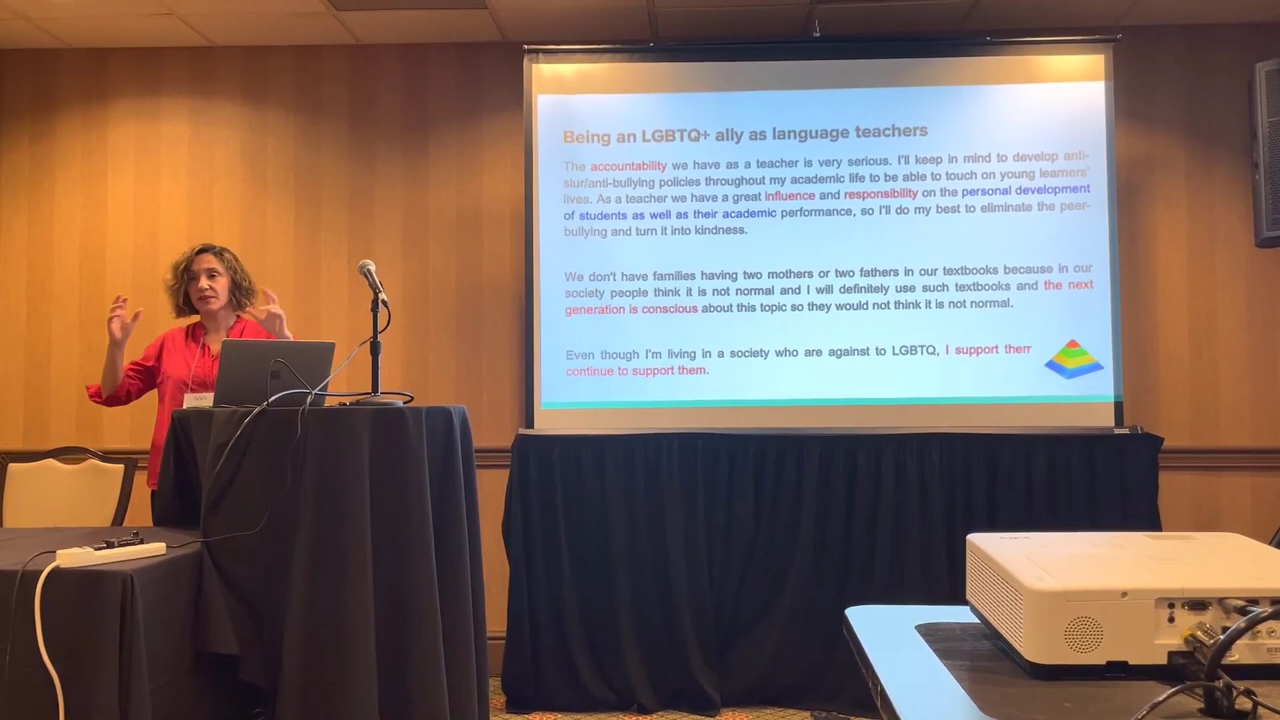 Being an LGBTQ+ ally as language teachers
The accountability we have as a teacher is very serious. I'll keep in mind to develop anti-
slur/anti-bullying policies throughout my academic life to be able to touch on young learners'
lives. As a teacher we have a great influence and responsibility on the personal development
of students as well as their academic performance, so I'll do my best to eliminate the peer-
bullying and turn it into kindness.
We don't have families having two mothers or two fathers in our textbooks because in our
society people think it is not normal and I will definitely use such textbooks and the next
generation is conscious about this topic so they would not think it is not normal.
Even though I'm living in a society who are against to LGBTQ, I support
continue to support them.